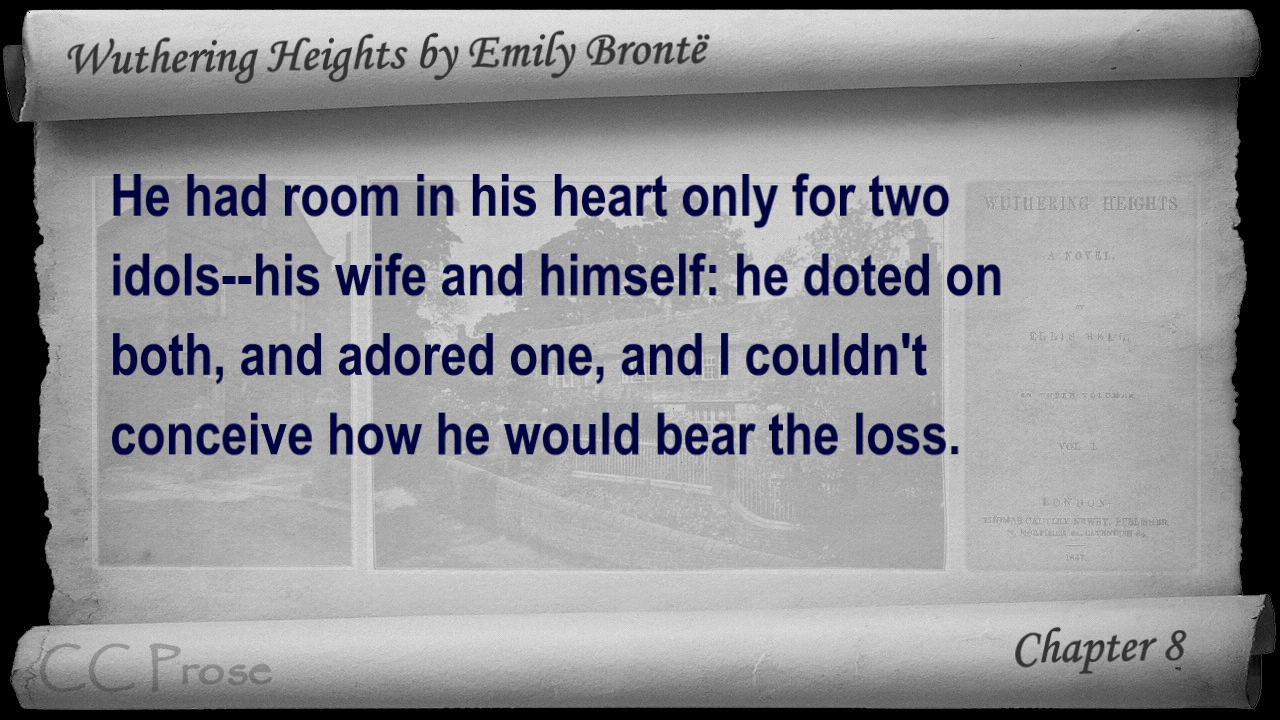 Wuthering Heights by Emily Brontë
He had room in his heart only for two
idols--his wife and himself: he doted on
both, and adored one, and I couldn't
conceive how he would bear the loss.
WUTHERING HEIGHTS
A NOVEL,
VOL I.
LONDON
1847.
CC Prose
Chapter 8